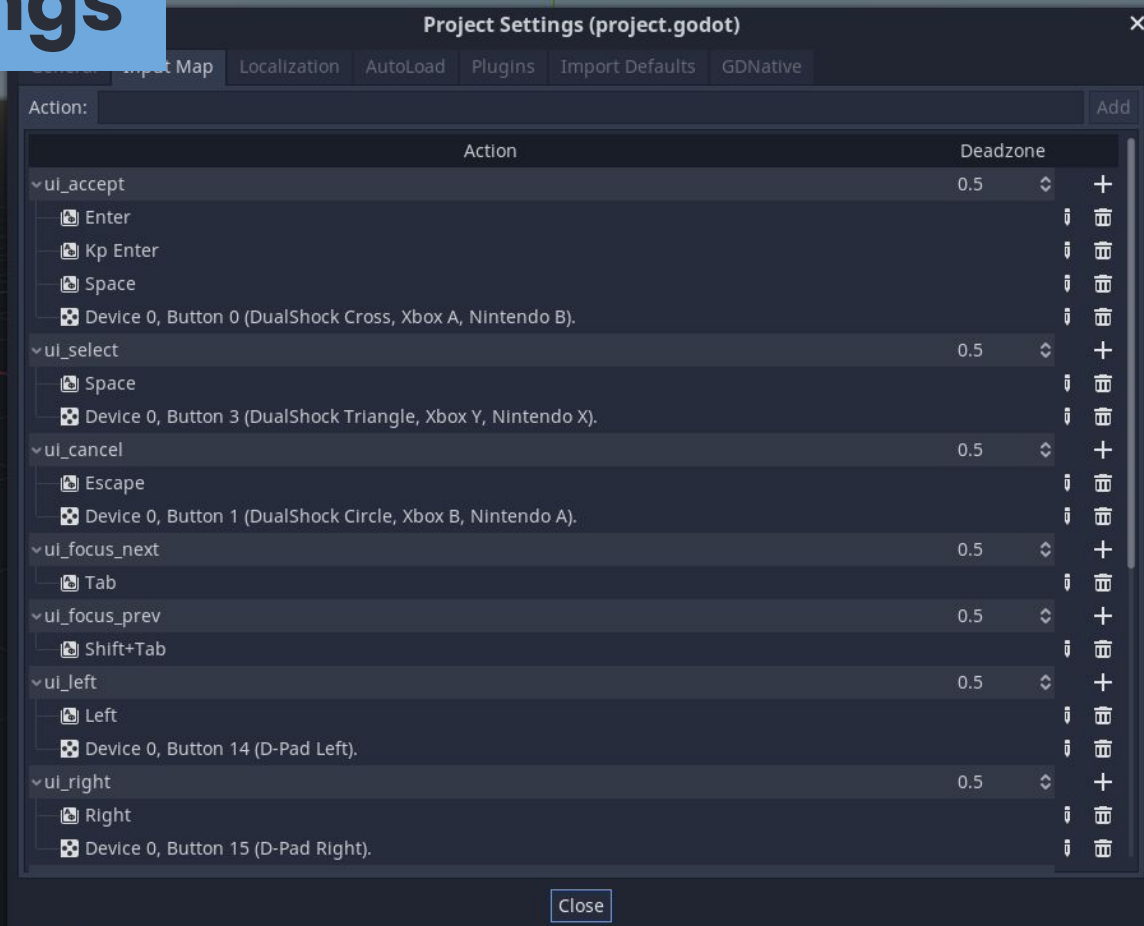 ngs
Project Settings (project.godot)
General Input Map Localization AutoLoad Plugins Import Defaults GDNative
Action: Add
Action Deadzone
ui_accept 0.5
Enter
Kp Enter
Space
Device 0, Button 0 (DualShock Cross, Xbox A, Nintendo B).
ui_select 0.5
Space
Device 0, Button 3 (DualShock Triangle, Xbox Y, Nintendo X).
ui_cancel 0.5
Escape
Device 0, Button 1 (DualShock Circle, Xbox B, Nintendo A).
ui_focus_next 0.5
Tab
ui_focus_prev 0.5
Shift+Tab
ui_left 0.5
Left
Device 0, Button 14 (D-Pad Left).
ui_right 0.5
Right
Device 0, Button 15 (D-Pad Right).
Close